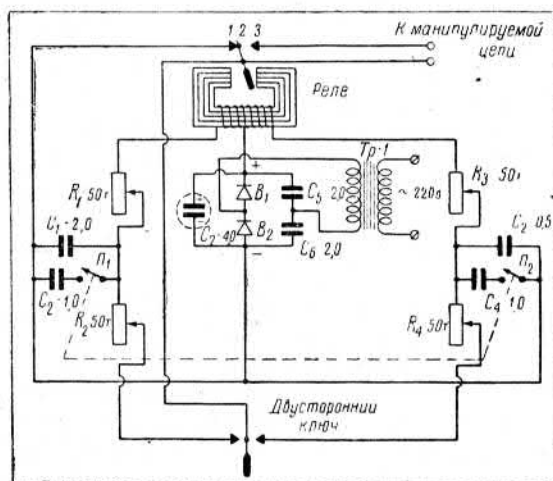 1 2 3
К манипулируемой
цепи
Реле
Тр-1
+
R₁ 50т
B₁
C₅
2,0
~ 220в
R₃ 50т
C₁ - 2,0
C₂ - 40
B₂
C₆ 2,0
C₂ 0,5
C₂ - 1,0
П₁
П₂
C₄ 1,0
R₂ 50т
R₄ 50т
−
Двусторонний
ключ